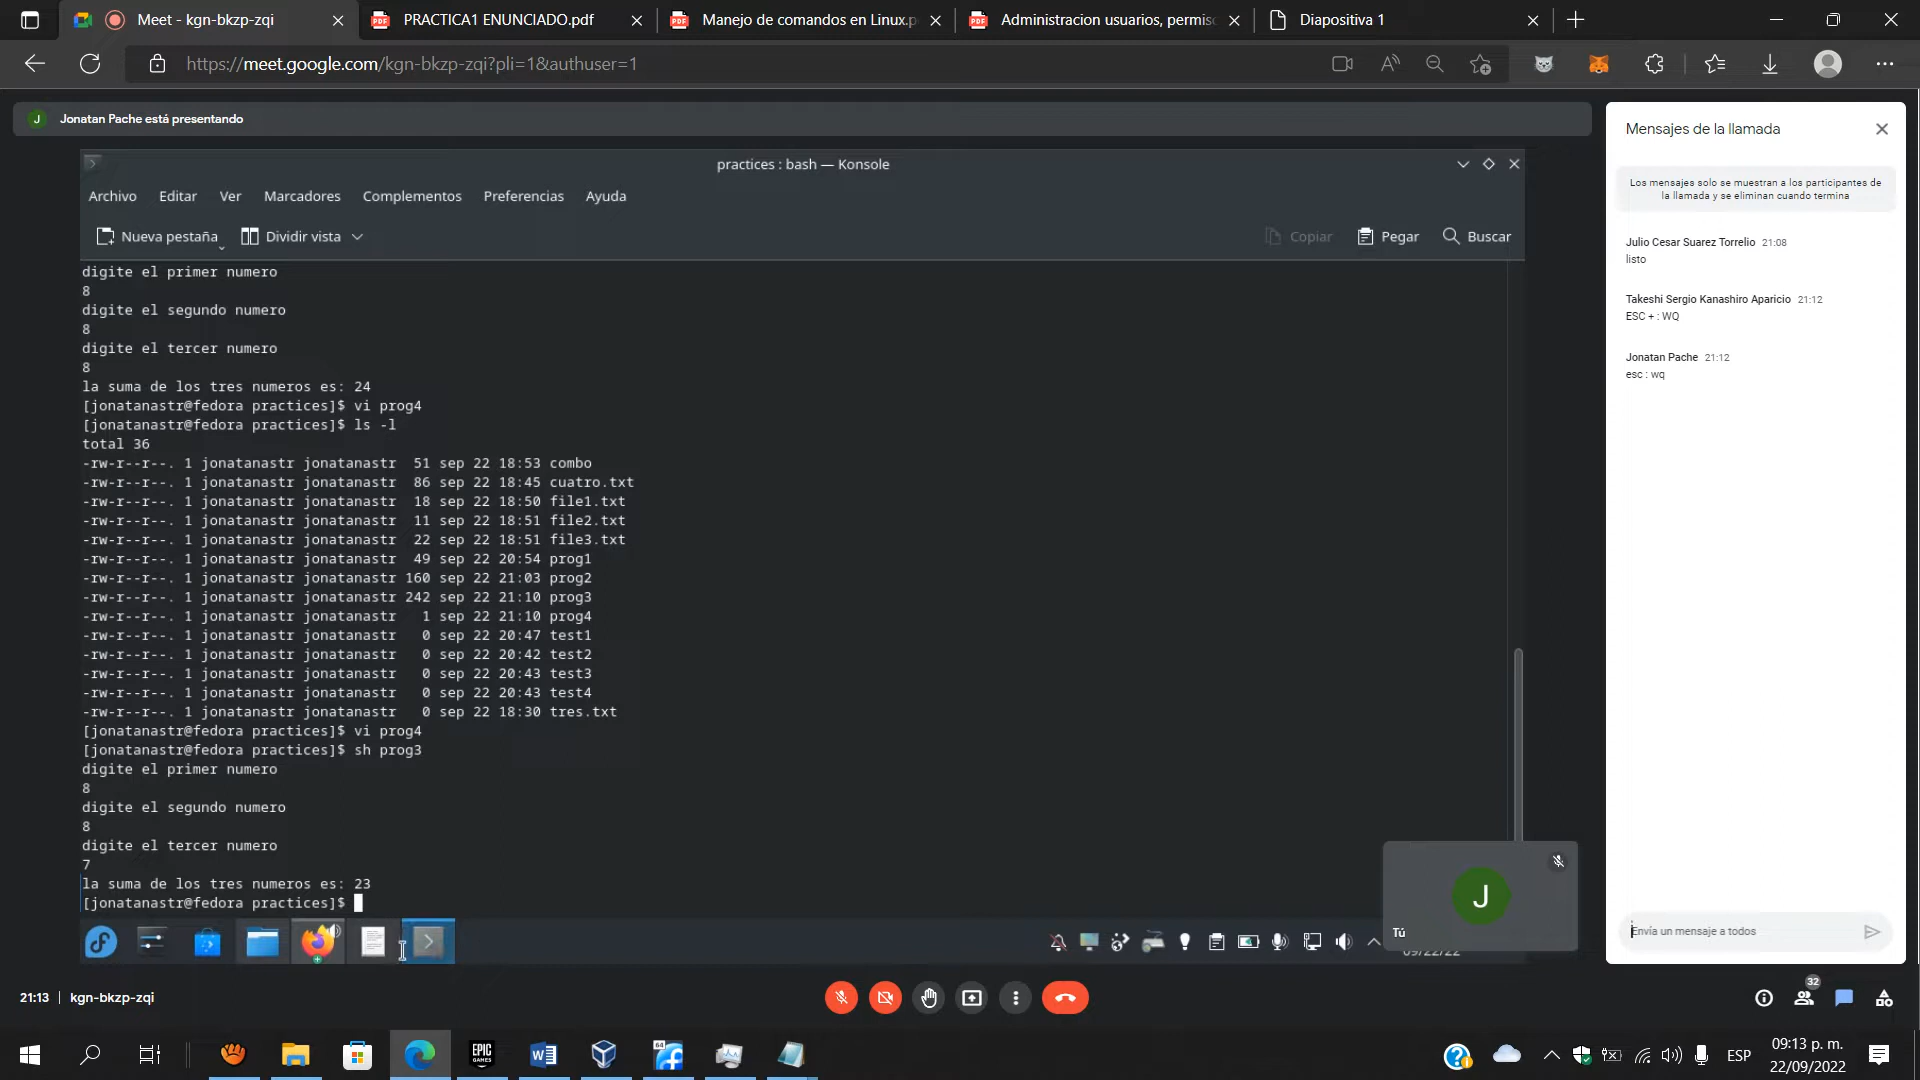 Meet - kgn-bkzp-zqi
PRACTICA1 ENUNCIADO.pdf
Manejo de comandos en Linux.p
Administracion usuarios, permiso
Diapositiva 1
https://meet.google.com/kgn-bkzp-zqi?pli=1&authuser=1
J Jonatan Pache está presentando
practices : bash — Konsole
Archivo Editar Ver Marcadores Complementos Preferencias Ayuda
Nueva pestaña Dividir vista Copiar Pegar Buscar
digite el primer numero
8
digite el segundo numero
8
digite el tercer numero
8
la suma de los tres numeros es: 24
[jonatanastr@fedora practices]$ vi prog4
[jonatanastr@fedora practices]$ ls -l
total 36
-rw-r--r--. 1 jonatanastr jonatanastr 51 sep 22 18:53 combo
-rw-r--r--. 1 jonatanastr jonatanastr 86 sep 22 18:45 cuatro.txt
-rw-r--r--. 1 jonatanastr jonatanastr 18 sep 22 18:50 file1.txt
-rw-r--r--. 1 jonatanastr jonatanastr 11 sep 22 18:51 file2.txt
-rw-r--r--. 1 jonatanastr jonatanastr 22 sep 22 18:51 file3.txt
-rw-r--r--. 1 jonatanastr jonatanastr 49 sep 22 20:54 prog1
-rw-r--r--. 1 jonatanastr jonatanastr 160 sep 22 21:03 prog2
-rw-r--r--. 1 jonatanastr jonatanastr 242 sep 22 21:10 prog3
-rw-r--r--. 1 jonatanastr jonatanastr 1 sep 22 21:10 prog4
-rw-r--r--. 1 jonatanastr jonatanastr 0 sep 22 20:47 test1
-rw-r--r--. 1 jonatanastr jonatanastr 0 sep 22 20:42 test2
-rw-r--r--. 1 jonatanastr jonatanastr 0 sep 22 20:43 test3
-rw-r--r--. 1 jonatanastr jonatanastr 0 sep 22 20:43 test4
-rw-r--r--. 1 jonatanastr jonatanastr 0 sep 22 18:30 tres.txt
[jonatanastr@fedora practices]$ vi prog4
[jonatanastr@fedora practices]$ sh prog3
digite el primer numero
8
digite el segundo numero
8
digite el tercer numero
7
la suma de los tres numeros es: 23
[jonatanastr@fedora practices]$
J
Tú
09/22/22
Mensajes de la llamada
Los mensajes solo se muestran a los participantes de
la llamada y se eliminan cuando termina
Julio Cesar Suarez Torrelio 21:08
listo
Takeshi Sergio Kanashiro Aparicio 21:12
ESC + : WQ
Jonatan Pache 21:12
esc : wq
Envía un mensaje a todos
21:13 | kgn-bkzp-zqi
32
EPIC
GAMES
64
ESP
09:13 p. m.
22/09/2022